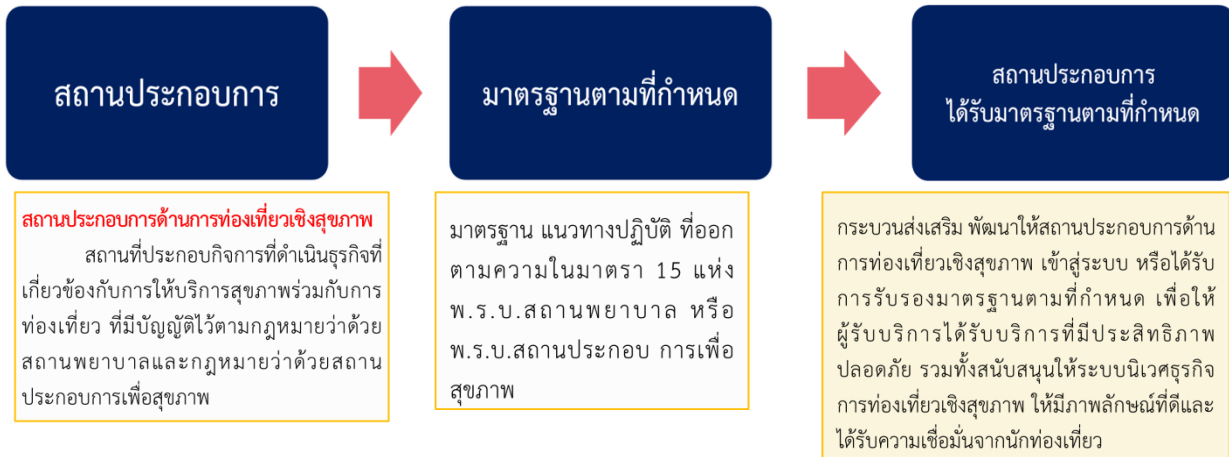 สถานประกอบการ
มาตรฐานตามที่กำหนด
สถานประกอบการ
ได้รับมาตรฐานตามที่กำหนด
สถานประกอบการด้านการท่องเที่ยวเชิงสุขภาพ
สถานที่ประกอบกิจการที่ดำเนินธุรกิจที่
เกี่ยวข้องกับการให้บริการสุขภาพร่วมกับการ
ท่องเที่ยว ที่มีบัญญัติไว้ตามกฎหมายว่าด้วย
สถานพยาบาลและกฎหมายว่าด้วยสถาน
ประกอบการเพื่อสุขภาพ
มาตรฐาน แนวทางปฏิบัติ ที่ออก
ตามความในมาตรา 15 แห่ง
พ.ร.บ.สถานพยาบาล หรือ
พ.ร.บ.สถานประกอบ การเพื่อ
สุขภาพ
กระบวนส่งเสริม พัฒนาให้สถานประกอบการด้าน
การท่องเที่ยวเชิงสุขภาพ เข้าสู่ระบบ หรือได้รับ
การรับรองมาตรฐานตามที่กำหนด เพื่อให้
ผู้รับบริการได้รับบริการที่มีประสิทธิภาพ
ปลอดภัย รวมทั้งสนับสนุนให้ระบบนิเวศธุรกิจ
การท่องเที่ยวเชิงสุขภาพ ให้มีภาพลักษณ์ที่ดีและ
ได้รับความเชื่อมั่นจากนักท่องเที่ยว